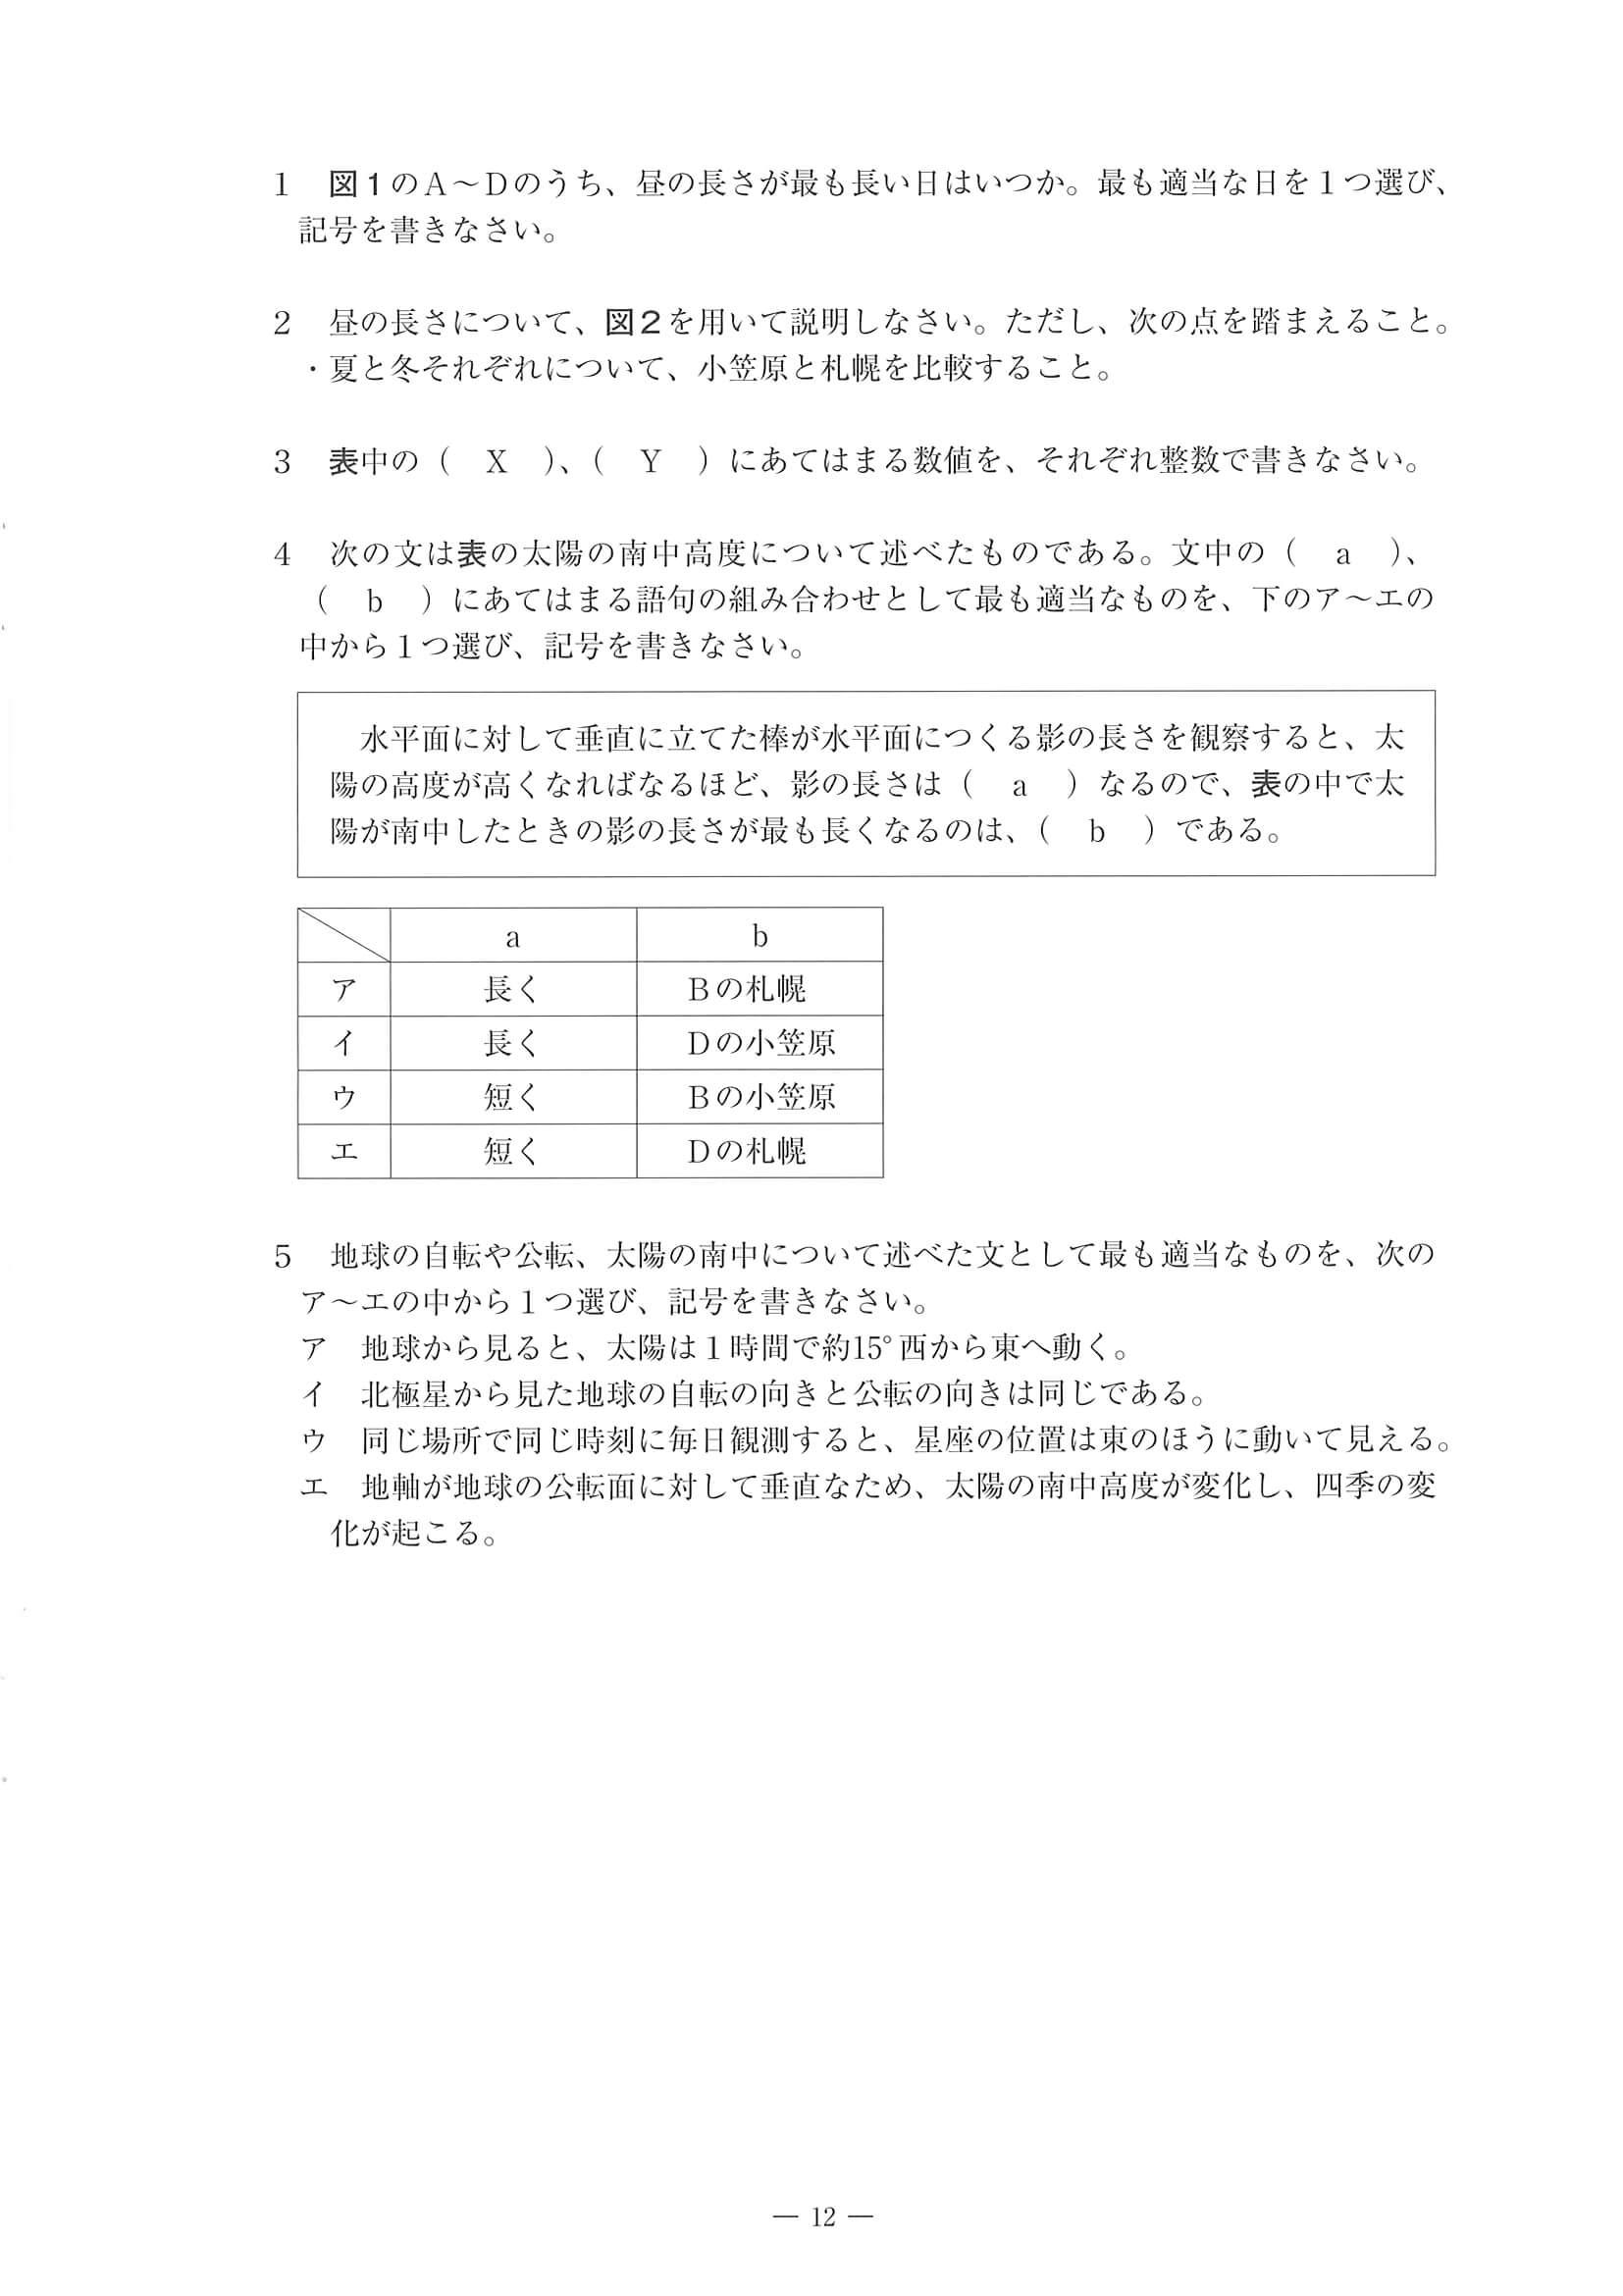 1　図1のA～Dのうち、昼の長さが最も長い日はいつか。最も適当な日を1つ選び、
記号を書きなさい。
2　昼の長さについて、図2を用いて説明しなさい。ただし、次の点を踏まえること。
・夏と冬それぞれについて、小笠原と札幌を比較すること。
3　表中の（　X　）、（　Y　）にあてはまる数値を、それぞれ整数で書きなさい。
4　次の文は表の太陽の南中高度について述べたものである。文中の（　a　）、
（　b　）にあてはまる語句の組み合わせとして最も適当なものを、下のア～エの
中から1つ選び、記号を書きなさい。
水平面に対して垂直に立てた棒が水平面につくる影の長さを観察すると、太
陽の高度が高くなればなるほど、影の長さは（　a　）なるので、表の中で太
陽が南中したときの影の長さが最も長くなるのは、（　b　）である。
a　b
ア　長く　Bの札幌
イ　長く　Dの小笠原
ウ　短く　Bの小笠原
エ　短く　Dの札幌
5　地球の自転や公転、太陽の南中について述べた文として最も適当なものを、次の
ア～エの中から1つ選び、記号を書きなさい。
ア　地球から見ると、太陽は1時間で約15°西から東へ動く。
イ　北極星から見た地球の自転の向きと公転の向きは同じである。
ウ　同じ場所で同じ時刻に毎日観測すると、星座の位置は東のほうに動いて見える。
エ　地軸が地球の公転面に対して垂直なため、太陽の南中高度が変化し、四季の変
化が起こる。
― 12 ―